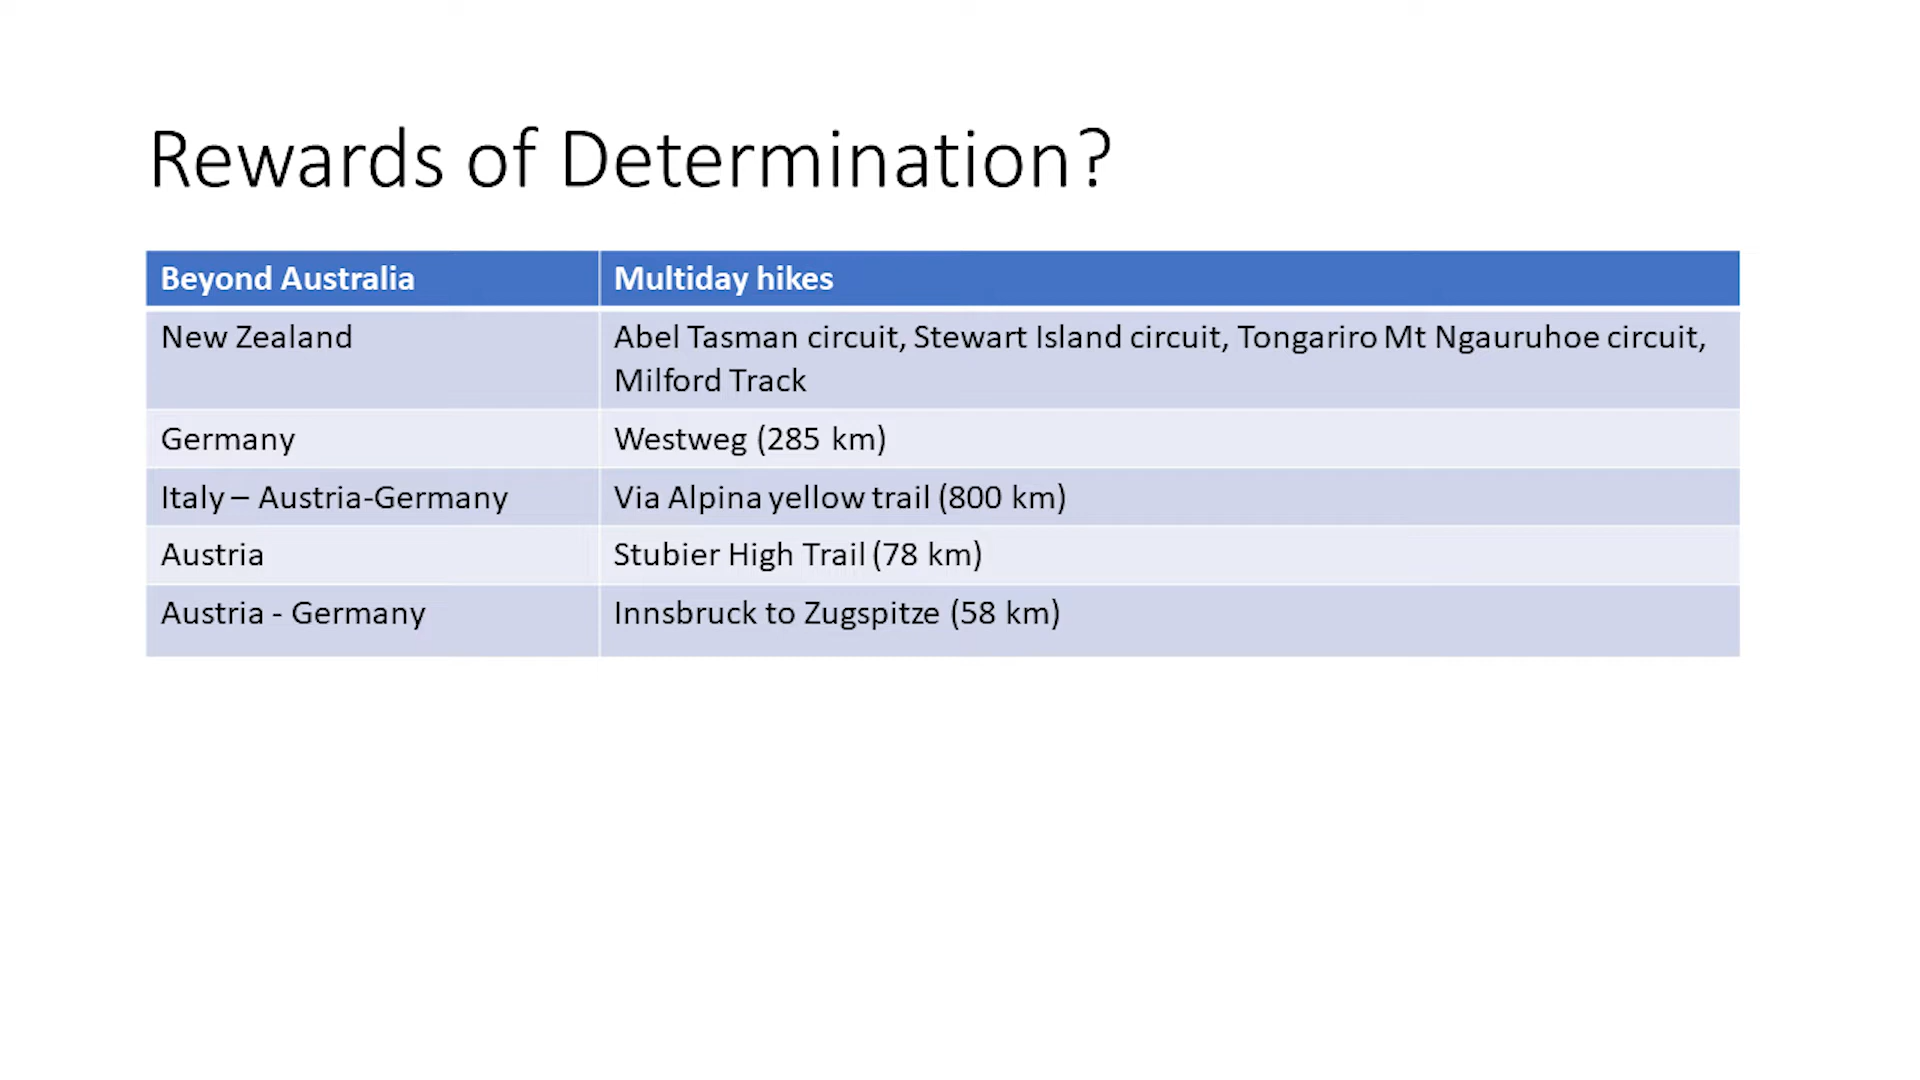 Rewards of Determination?
Beyond Australia Multiday hikes
New Zealand Abel Tasman circuit, Stewart Island circuit, Tongariro Mt Ngauruhoe circuit,
Milford Track
Germany Westweg (285 km)
Italy – Austria-Germany Via Alpina yellow trail (800 km)
Austria Stubier High Trail (78 km)
Austria - Germany Innsbruck to Zugspitze (58 km)